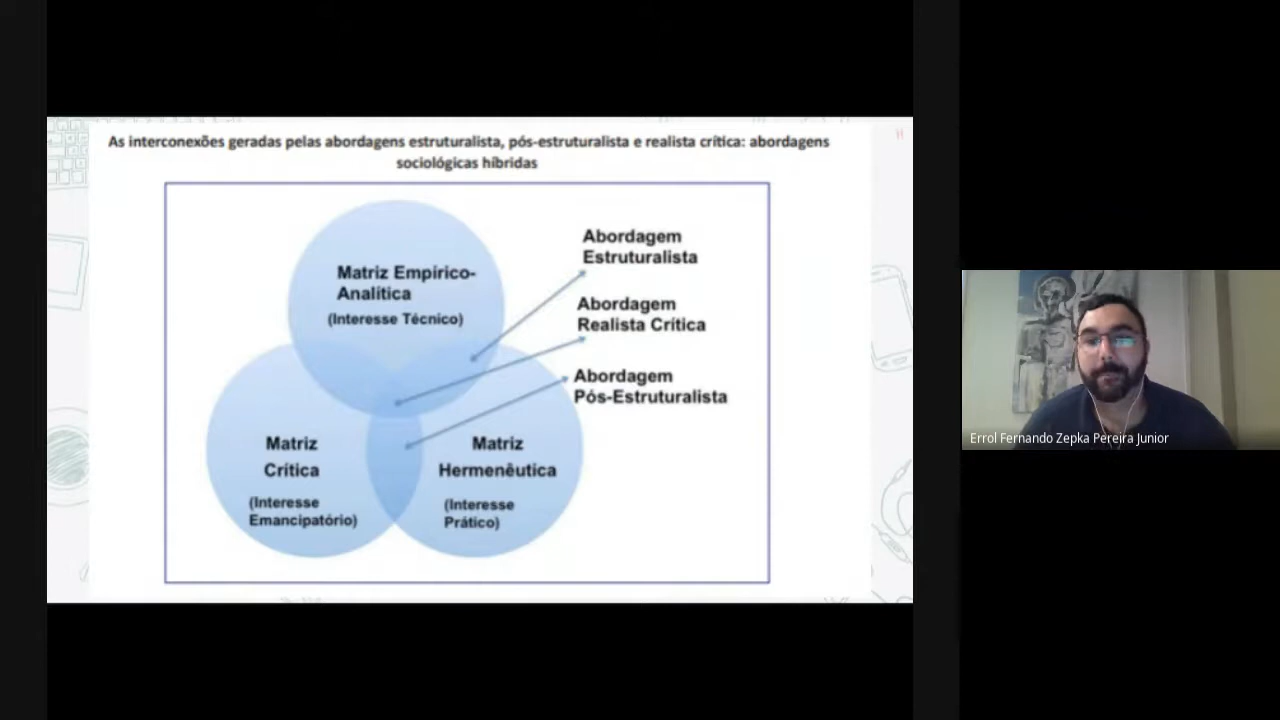 As interconexões geradas pelas abordagens estruturalista, pós-estruturalista e realista crítica: abordagens
sociológicas híbridas
Matriz Empírico-
Analítica
(Interesse Técnico)
Abordagem
Estruturalista
Abordagem
Realista Crítica
Abordagem
Pós-Estruturalista
Matriz
Crítica
(Interesse
Emancipatório)
Matriz
Hermenêutica
(Interesse
Prático)
Errol Fernando Zepka Pereira Junior